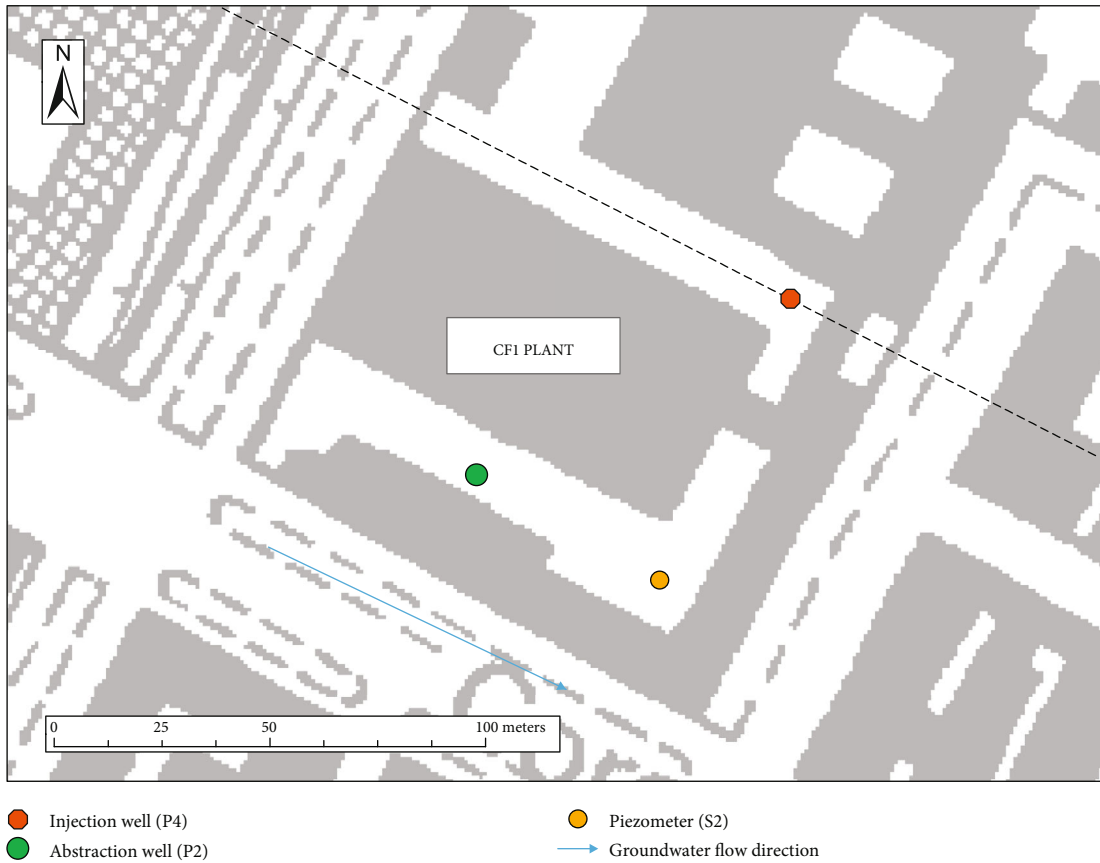 N
CF1 PLANT
0 25 50 100 meters
Injection well (P4)
Piezometer (S2)
Abstraction well (P2)
Groundwater flow direction